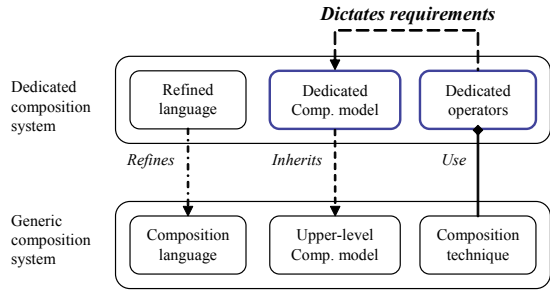 Dictates requirements
Dedicated
composition
system
Refined
language
Dedicated
Comp. model
Dedicated
operators
Refines
Inherits
Use
Generic
composition
system
Composition
language
Upper-level
Comp. model
Composition
technique